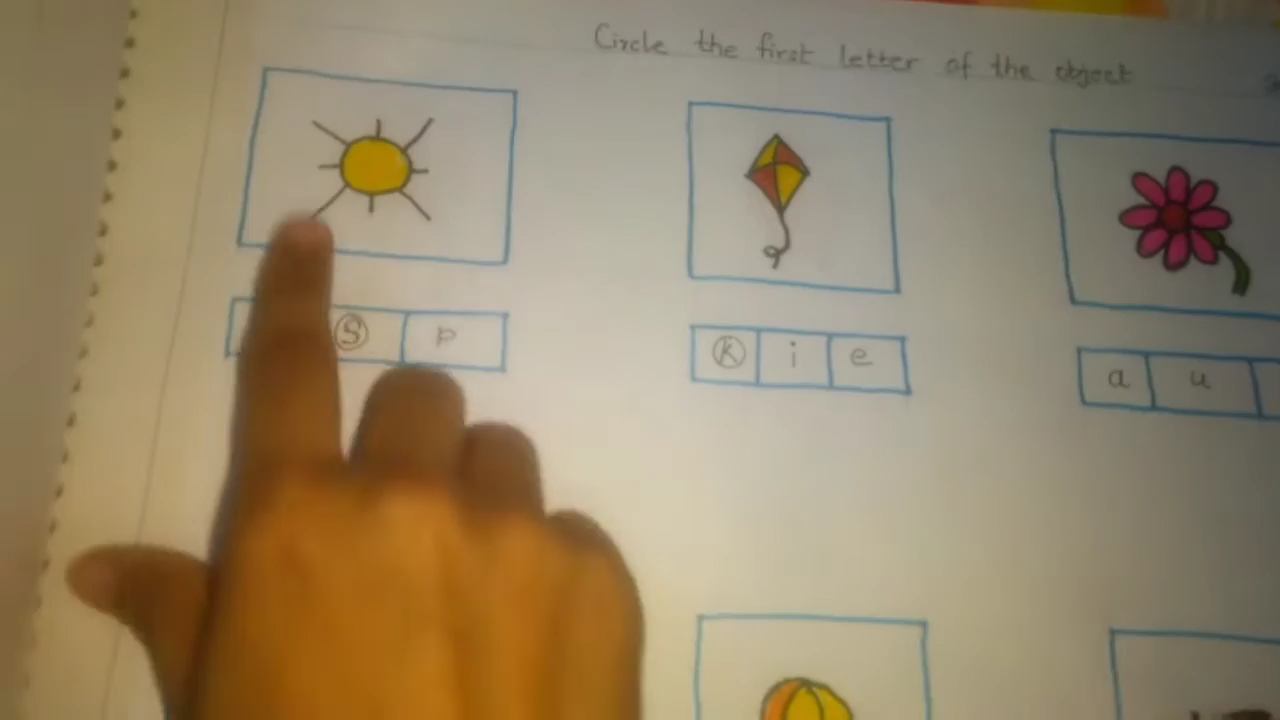 Circle the first letter of the object
S p
k i e
a u